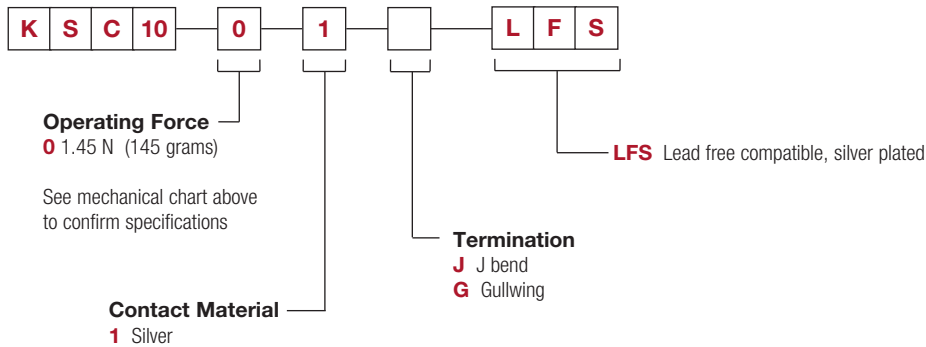 K S C 10 0 1 L F S
Operating Force
0 1.45 N (145 grams)
See mechanical chart above
to confirm specifications
LFS Lead free compatible, silver plated
Termination
J J bend
G Gullwing
Contact Material
1 Silver